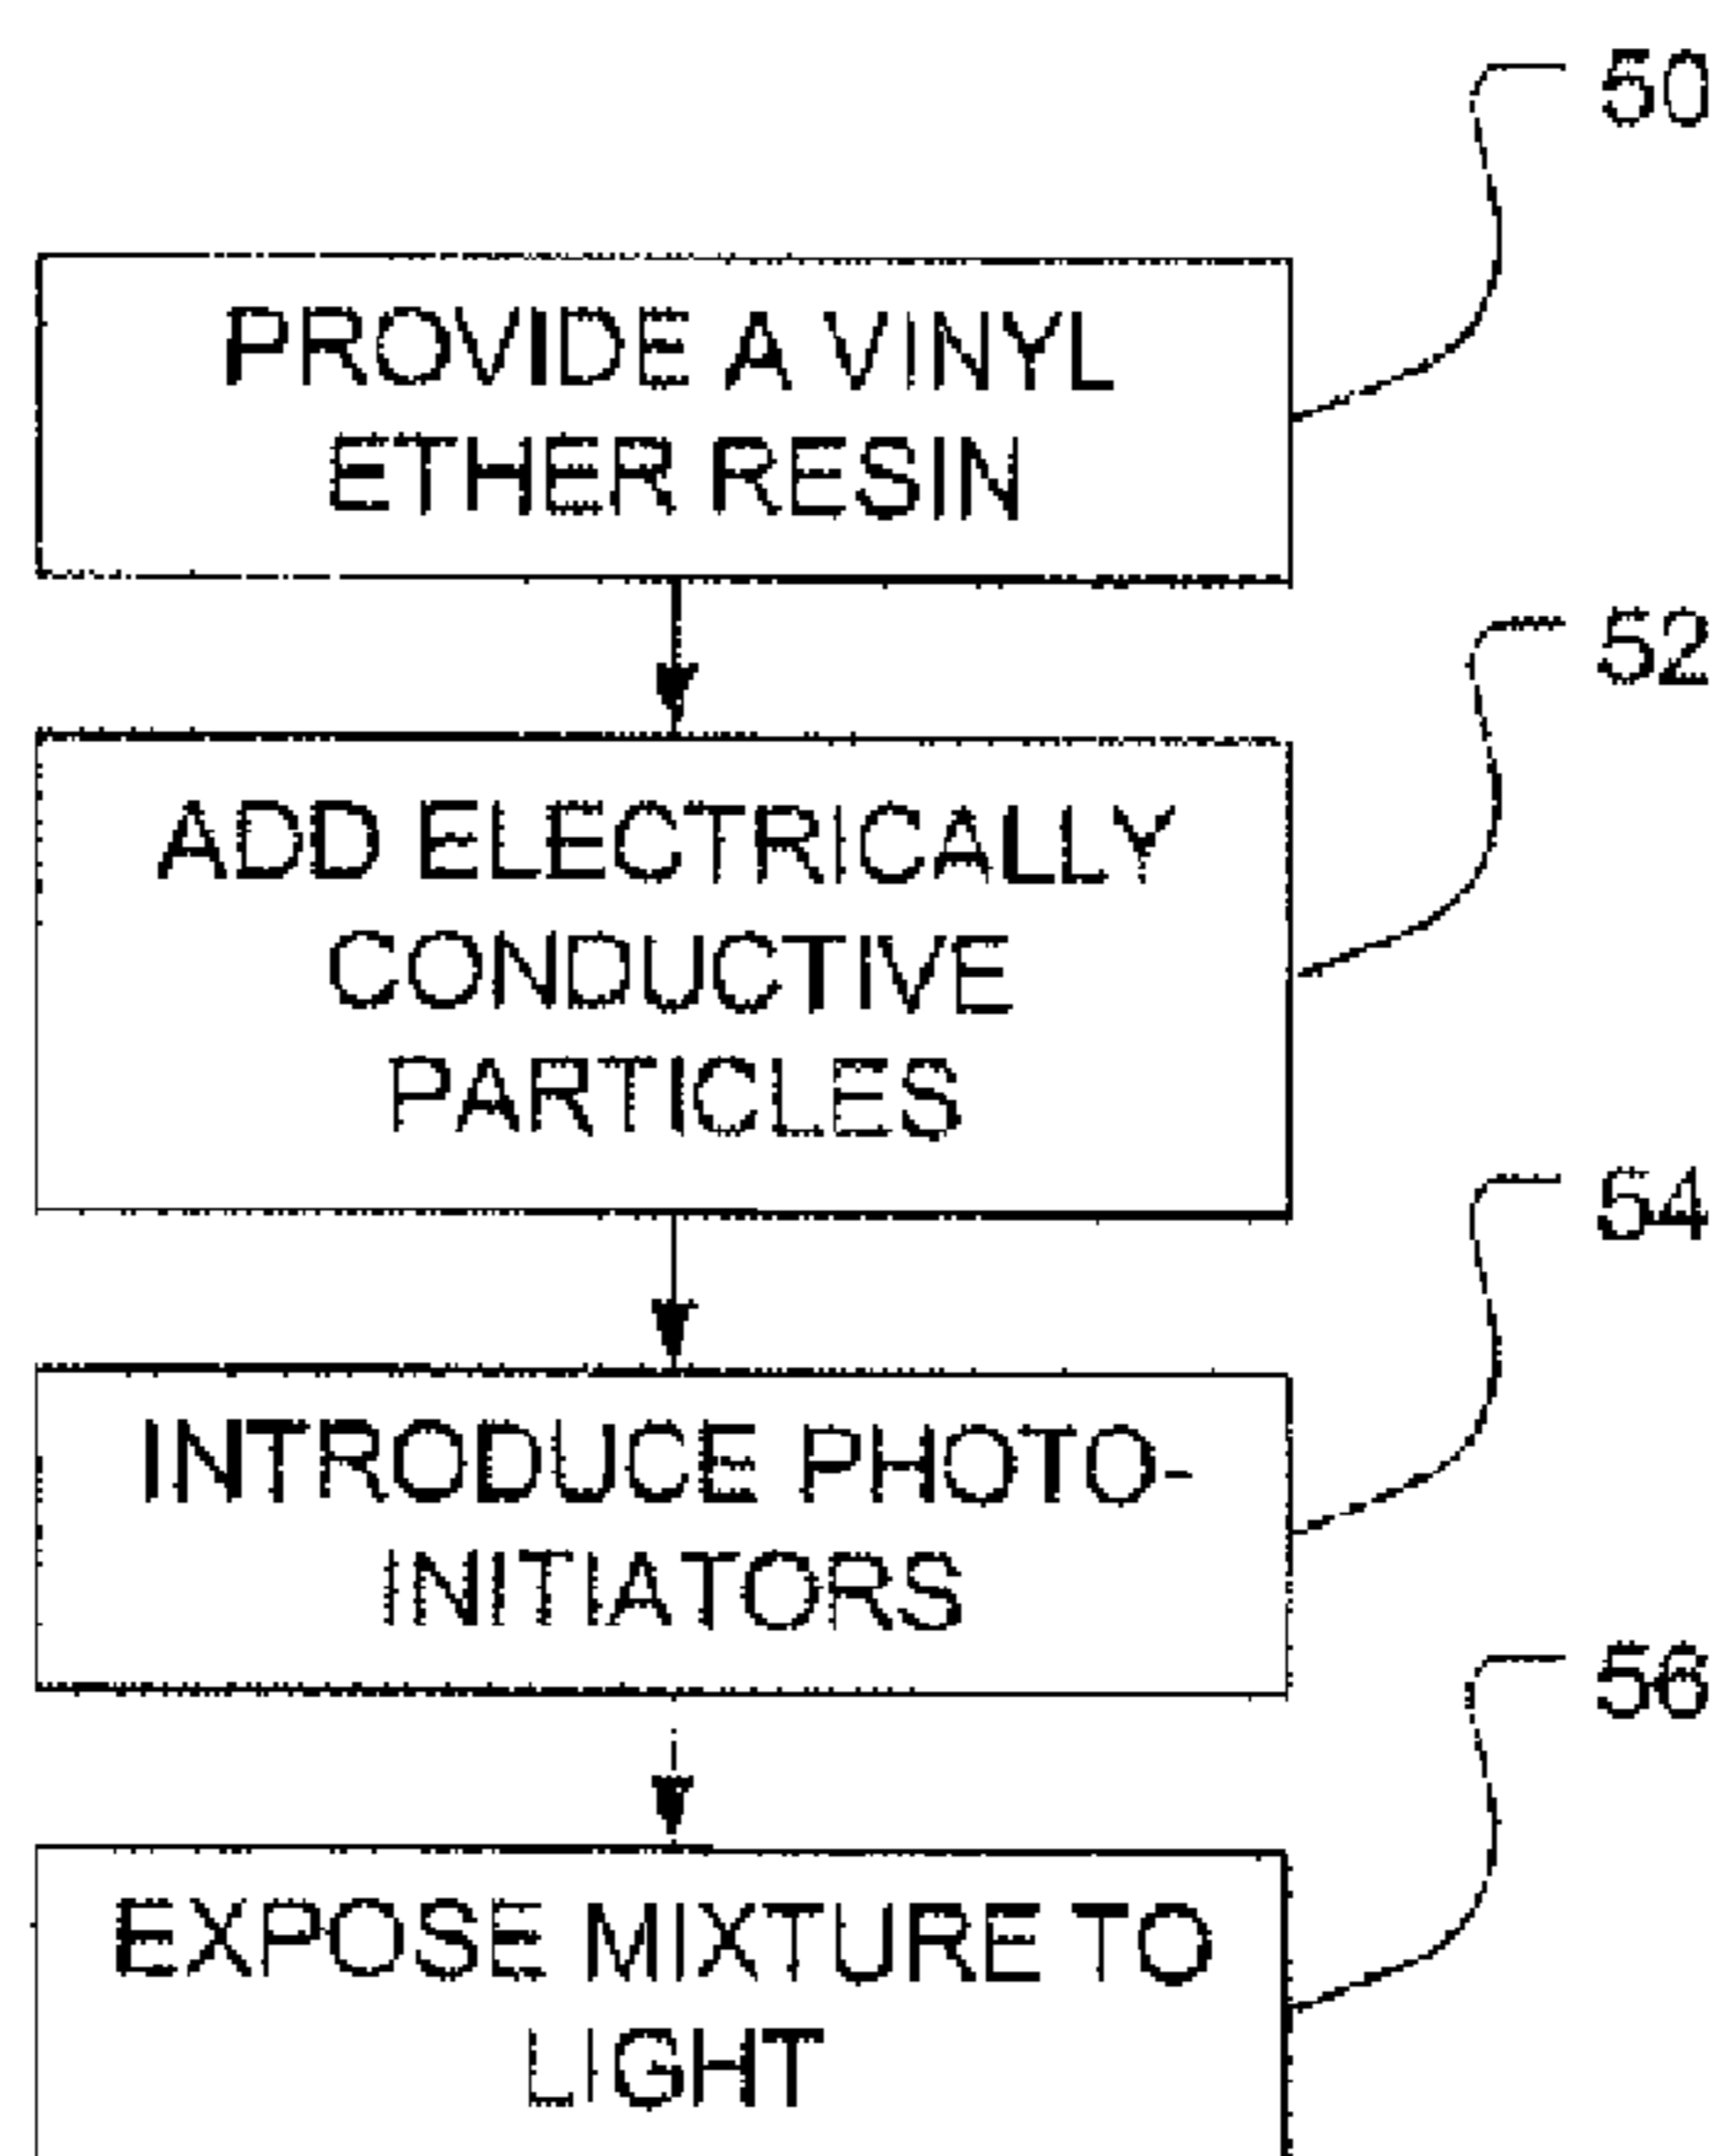 50
PROVIDE A VINYL
ETHER RESIN
52
ADD ELECTRICALLY
CONDUCTIVE
PARTICLES
54
INTRODUCE PHOTO-
INITIATORS
56
EXPOSE MIXTURE TO
LIGHT